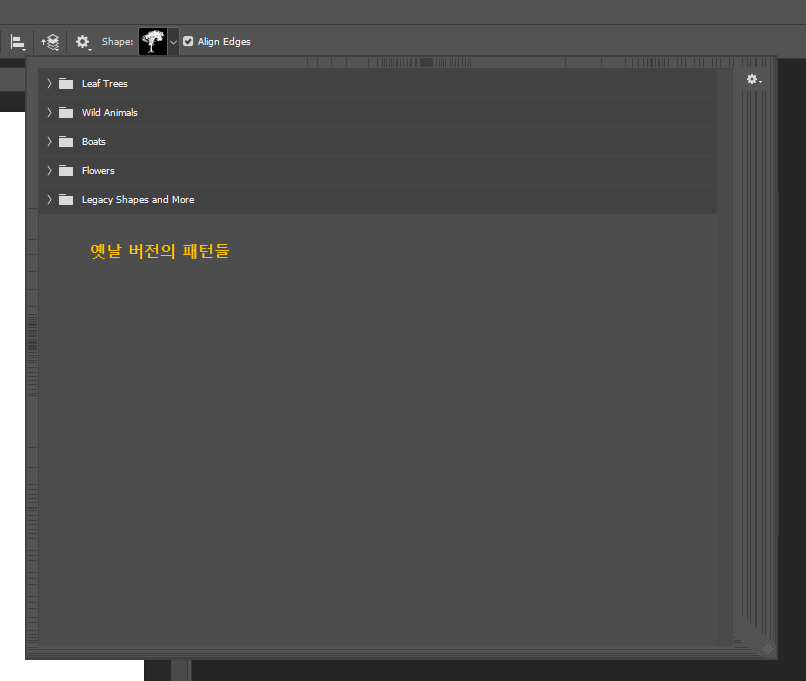 Shape: Align Edges
Leaf Trees
Wild Animals
Boats
Flowers
Legacy Shapes and More
옛날 버전의 패턴들